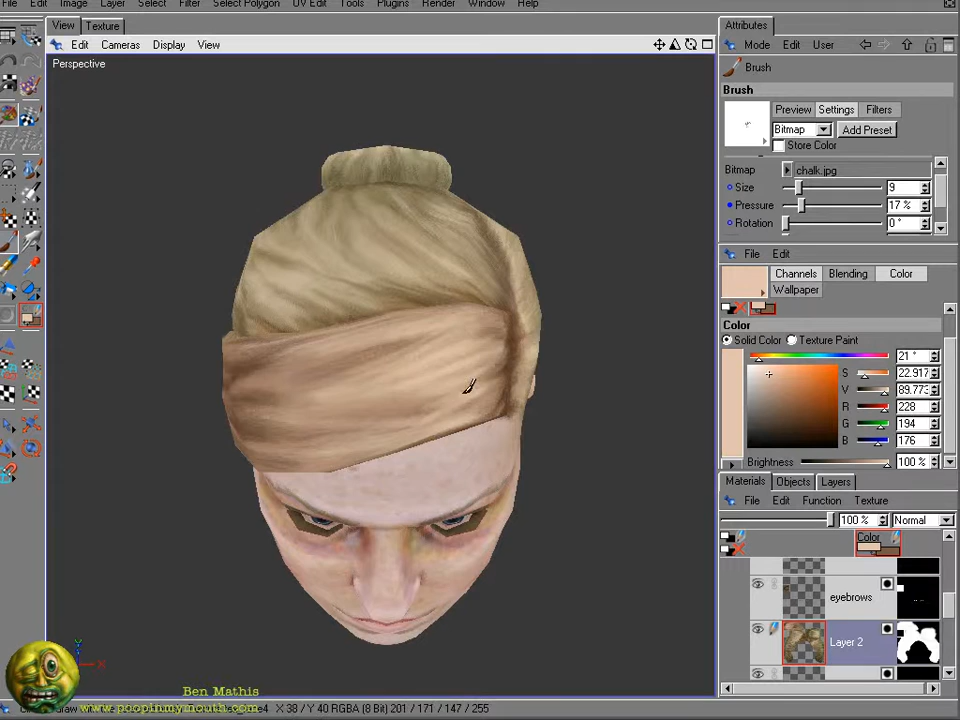 File Edit Image Layer Select Filter Select Polygon UV Edit Tools Plugins Render Window Help
View Texture
Edit Cameras Display View
Perspective
Attributes
Mode Edit User
Brush
Brush
Preview Settings Filters
Bitmap Add Preset
Store Color
Bitmap chalk.jpg
Size 9
Pressure 17 %
Rotation 0 °
File Edit
Channels Blending Color
Wallpaper
Color
Solid Color Texture Paint
21 °
S 22.917
V 89.773
R 228
G 194
B 176
Brightness 100 %
Materials Objects Layers
File Edit Function Texture
100 % Normal
Color
eyebrows
Layer 2
Ben Mathis
www.poopinmymouth.com
X 38 / Y 40 RGBA (8 Bit) 201 / 171 / 147 / 255